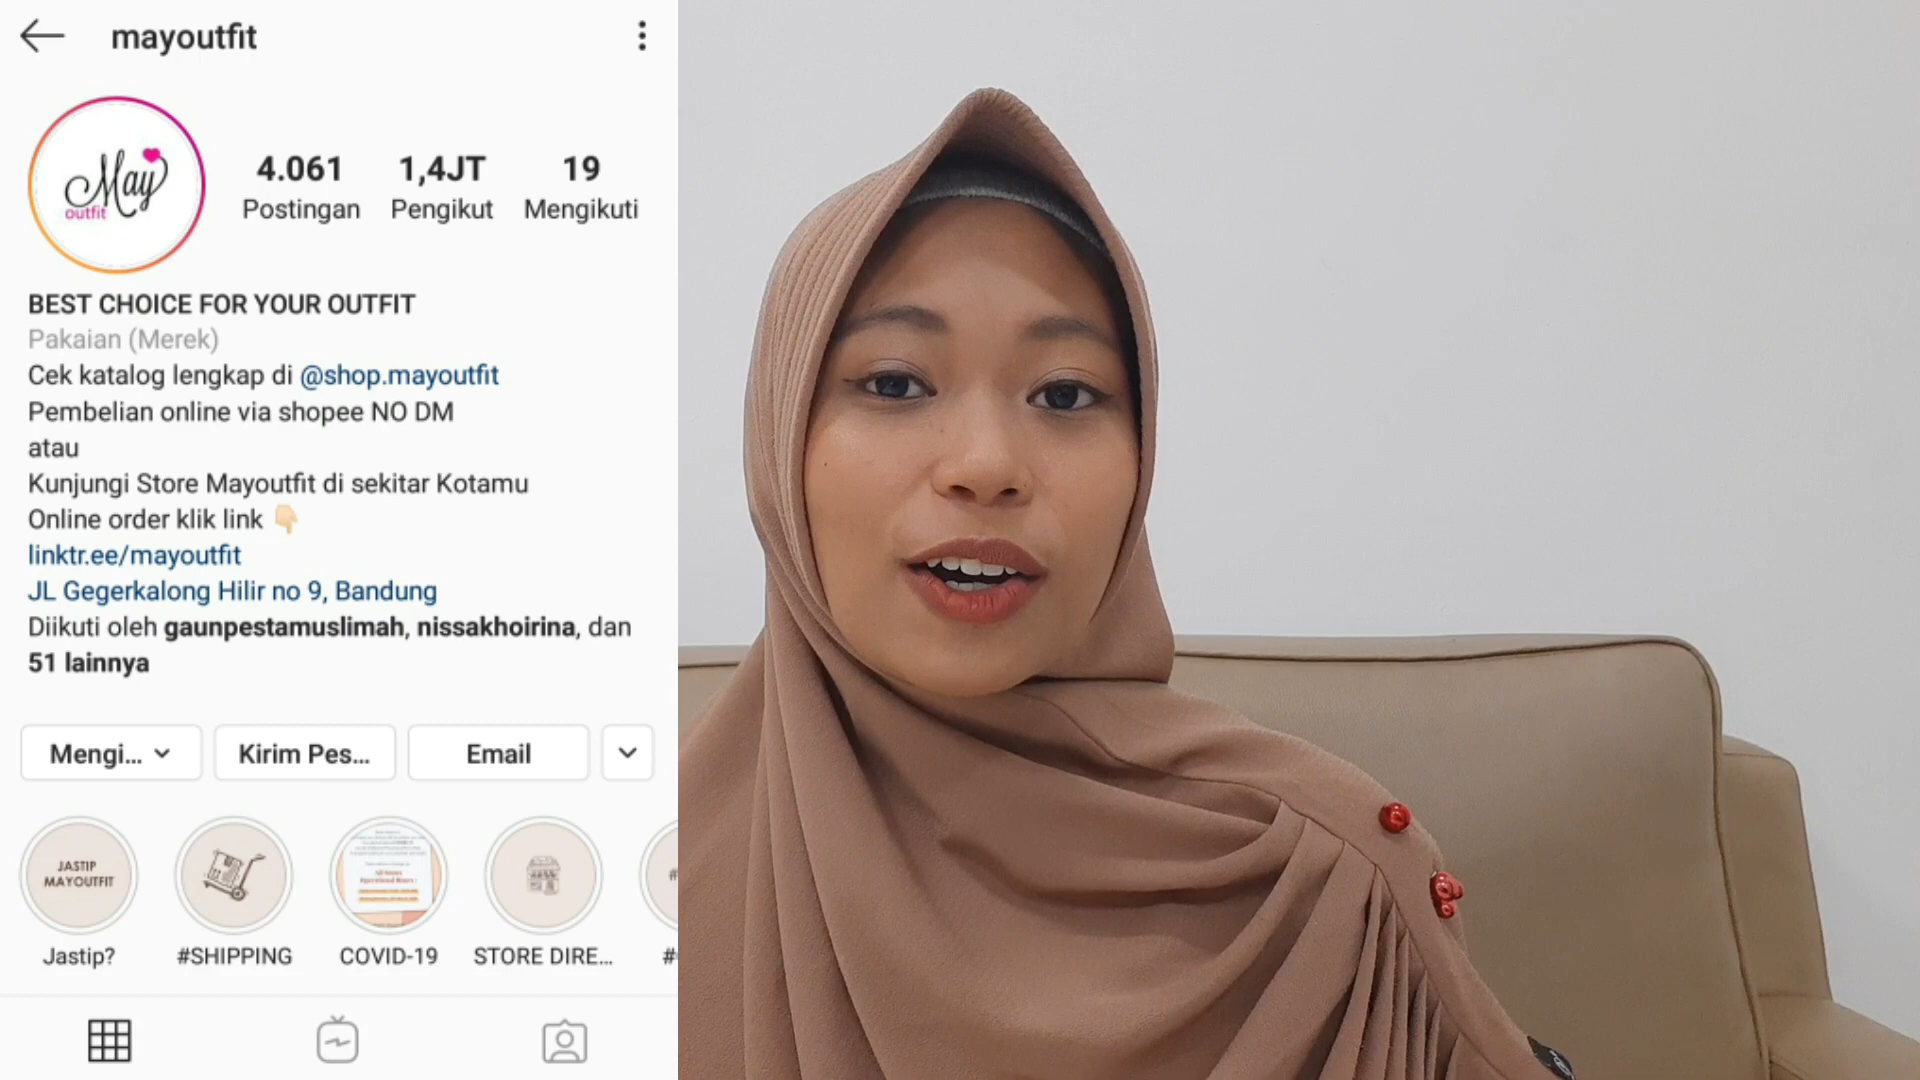 mayoutfit
May
outfit
4.061
1,4JT
19
Postingan
Pengikut
Mengikuti
BEST CHOICE FOR YOUR OUTFIT
Pakaian (Merek)
Cek katalog lengkap di @shop.mayoutfit
Pembelian online via shopee NO DM
atau
Kunjungi Store Mayoutfit di sekitar Kotamu
Online order klik link 👇🏻
linktr.ee/mayoutfit
JL Gegerkalong Hilir no 9, Bandung
Diikuti oleh gaunpestamuslimah, nissakhoirina, dan
51 lainnya
Mengi...
Kirim Pes...
Email
JASTIP
MAYOUTFIT
Jastip?
#SHIPPING
COVID-19
STORE DIRE...
#